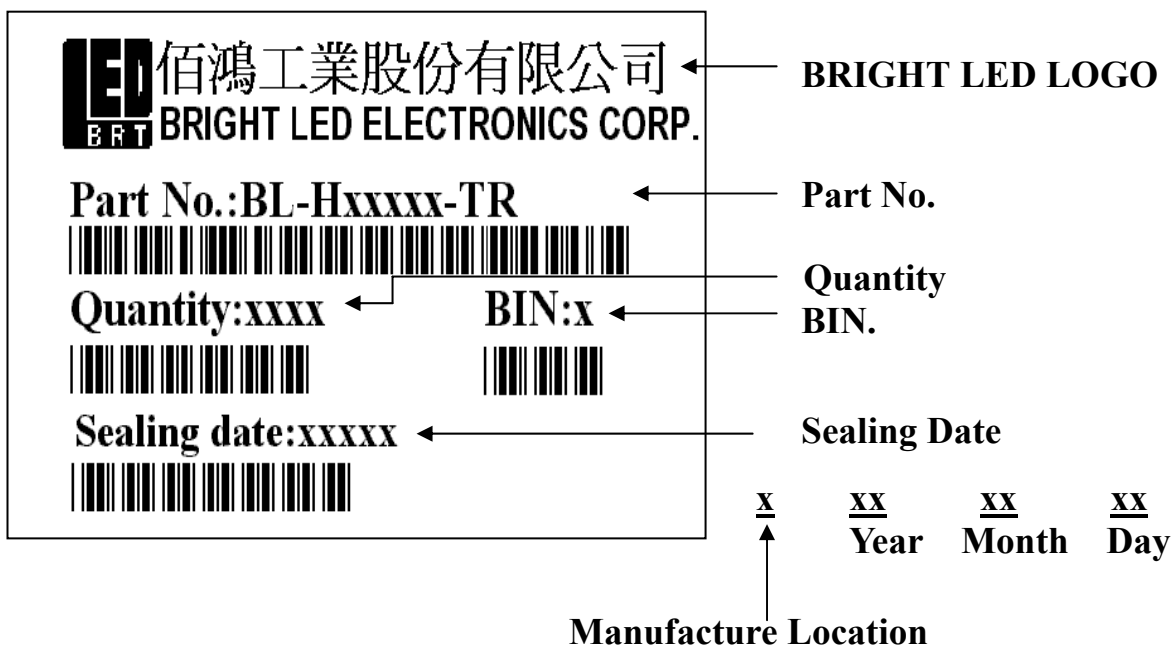 LED
BRT
佰鴻工業股份有限公司
BRIGHT LED ELECTRONICS CORP.
BRIGHT LED LOGO
Part No.:BL-Hxxxxx-TR
Part No.
Quantity:xxxx
BIN:x
Quantity
BIN.
Sealing date:xxxxx
Sealing Date
x xx xx xx
Year Month Day
Manufacture Location